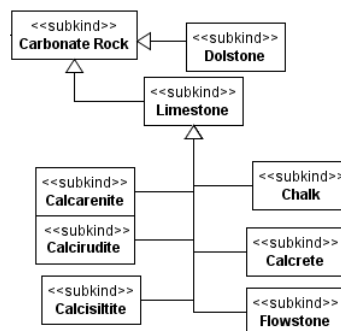 <<subkind>>
Carbonate Rock
<<subkind>>
Dolstone
<<subkind>>
Limestone
<<subkind>>
Calcarenite
<<subkind>>
Chalk
<<subkind>>
Calcirudite
<<subkind>>
Calcrete
<<subkind>>
Calcisiltite
<<subkind>>
Flowstone